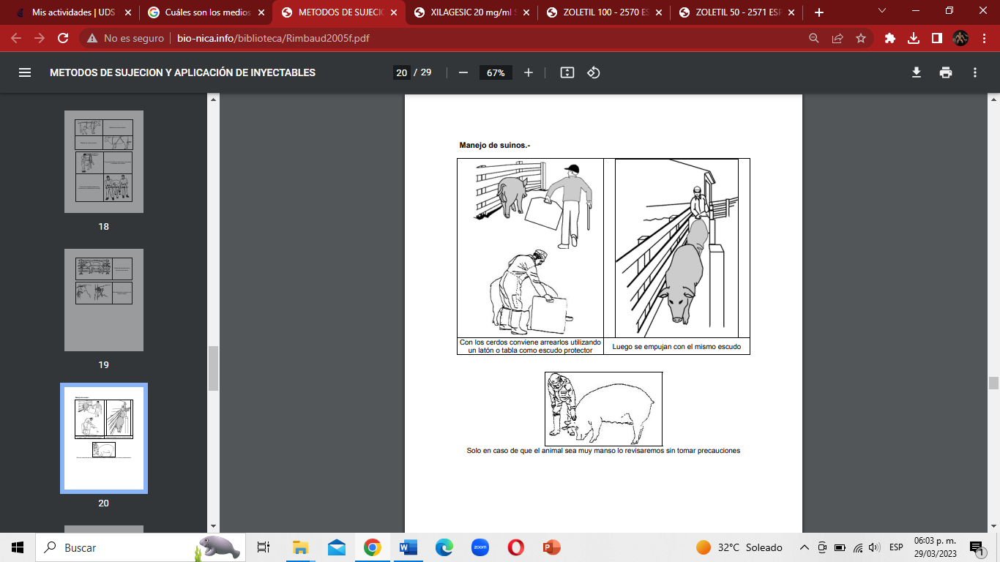 Mis actividades | UDS
Cuáles son los medios
METODOS DE SUJECIO
XILAGESIC 20 mg/ml S
ZOLETIL 100 - 2570 ES
ZOLETIL 50 - 2571 ESP
No es seguro
bio-nica.info/biblioteca/Rimbaud2005f.pdf
METODOS DE SUJECION Y APLICACIÓN DE INYECTABLES
20 / 29
67%
18
19
20
Manejo de suinos.-
Con los cerdos conviene arrearlos utilizando
un latón o tabla como escudo protector
Luego se empujan con el mismo escudo
Solo en caso de que el animal sea muy manso lo revisaremos sin tomar precauciones
Buscar
zoom
32°C Soleado
ESP
06:03 p. m.
29/03/2023
1